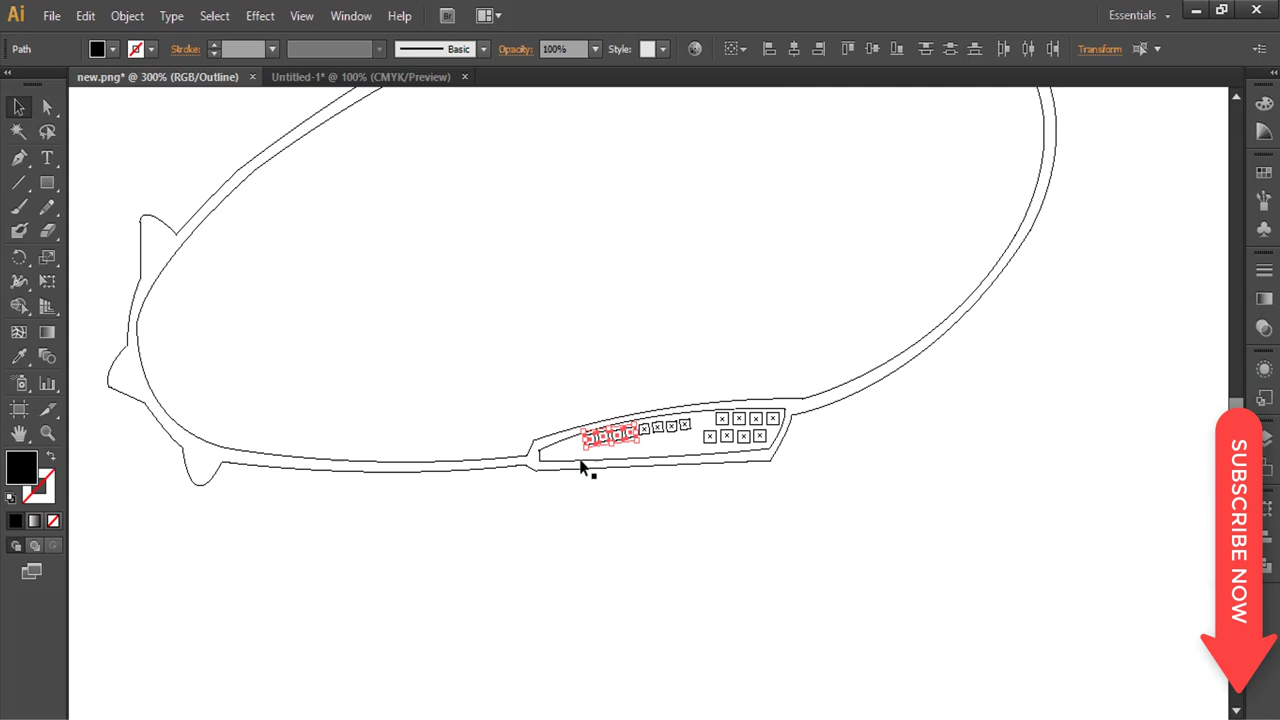 Ai File Edit Object Type Select Effect View Window Help Br Essentials
Path Stroke: Basic Opacity: 100% Style: Transform
new.png* @ 300% (RGB/Outline) × Untitled-1* @ 100% (CMYK/Preview) ×
T
SUBSCRIBE NOW